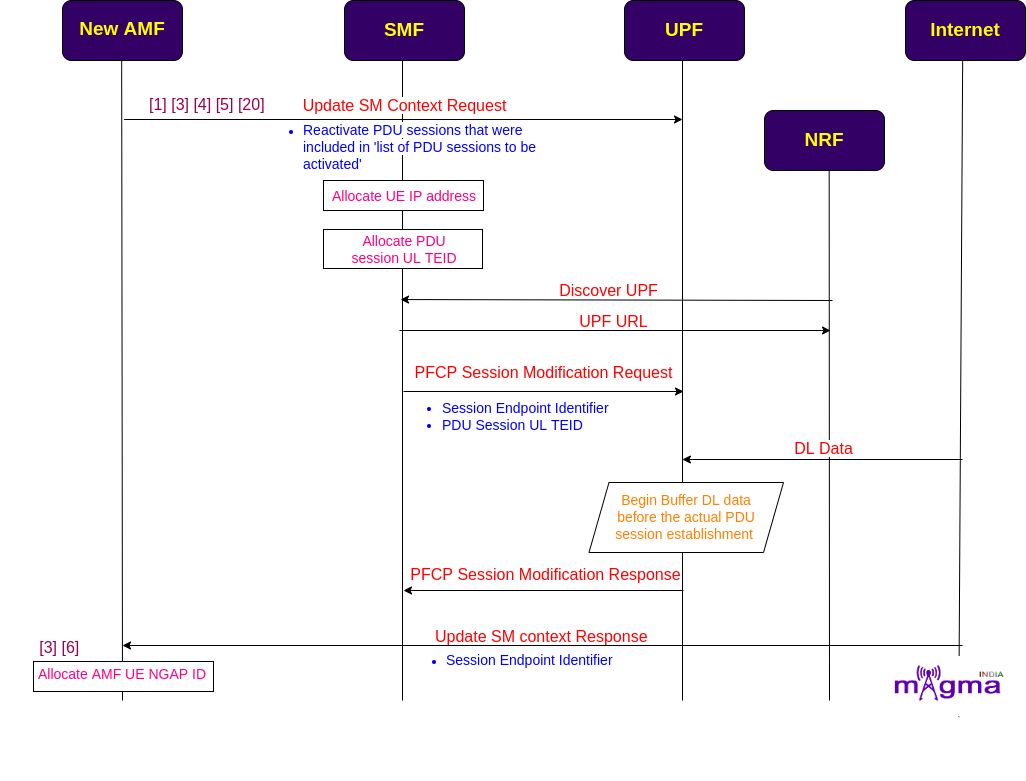 New AMF
SMF
UPF
Internet
[1] [3] [4] [5] [20]
Update SM Context Request
NRF
• Reactivate PDU sessions that were
included in 'list of PDU sessions to be
activated'
Allocate UE IP address
Allocate PDU
session UL TEID
Discover UPF
UPF URL
PFCP Session Modification Request
• Session Endpoint Identifier
• PDU Session UL TEID
DL Data
Begin Buffer DL data
before the actual PDU
session establishment
PFCP Session Modification Response
Update SM context Response
[3] [6]
• Session Endpoint Identifier
Allocate AMF UE NGAP ID
INDIA
magma